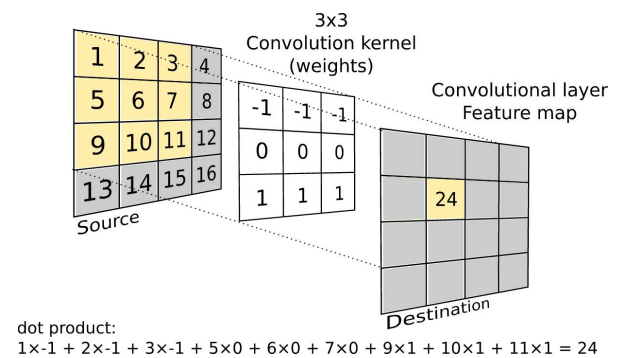 3x3
Convolution kernel
(weights)
Convolutional layer
Feature map
1 2 3 4
5 6 7 8
9 10 11 12
13 14 15 16
Source
-1 -1 -1
0 0 0
1 1 1
24
Destination
dot product:
1×-1 + 2×-1 + 3×-1 + 5×0 + 6×0 + 7×0 + 9×1 + 10×1 + 11×1 = 24